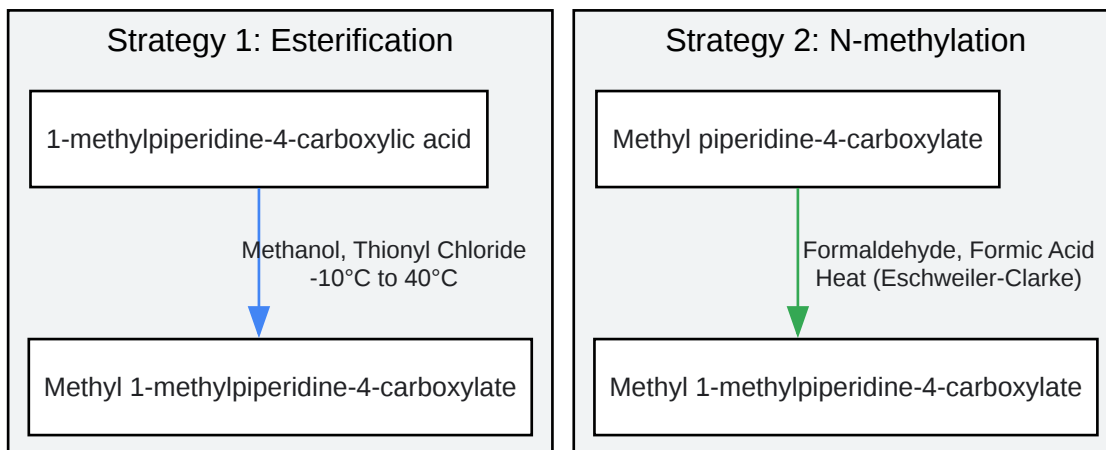 Strategy 1: Esterification
1-methylpiperidine-4-carboxylic acid
Methanol, Thionyl Chloride
-10°C to 40°C
Methyl 1-methylpiperidine-4-carboxylate
Strategy 2: N-methylation
Methyl piperidine-4-carboxylate
Formaldehyde, Formic Acid
Heat (Eschweiler-Clarke)
Methyl 1-methylpiperidine-4-carboxylate